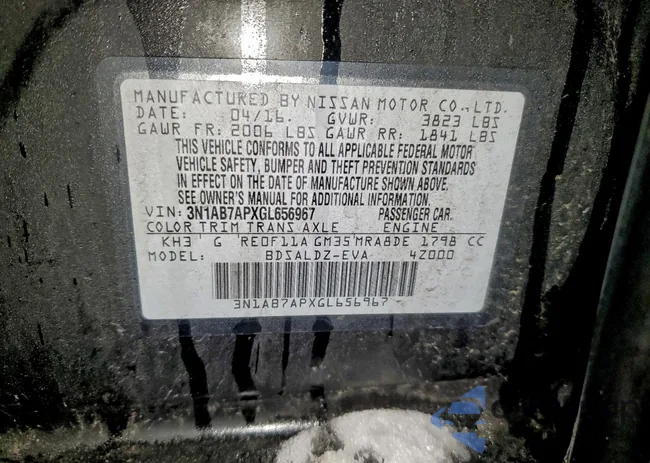 MANUFACTURED BY NISSAN MOTOR CO., LTD.
DATE: 04/16. GVWR: 3823 LBS
GAWR FR: 2006 LBS GAWR RR: 1841 LBS
THIS VEHICLE CONFORMS TO ALL APPLICABLE FEDERAL MOTOR
VEHICLE SAFETY, BUMPER AND THEFT PREVENTION STANDARDS
IN EFFECT ON THE DATE OF MANUFACTURE SHOWN ABOVE.
SEE OWNER'S MANUAL FOR ADDITIONAL INFORMATION.
VIN: 3N1AB7APXGL656967 PASSENGER CAR.
COLOR TRIM TRANS AXLE ENGINE
KH3 G RE0F11A GM35 MRA8DE 1798 CC
MODEL: BDSALDZ-EVA 4Z000
3N1AB7APXGL656967